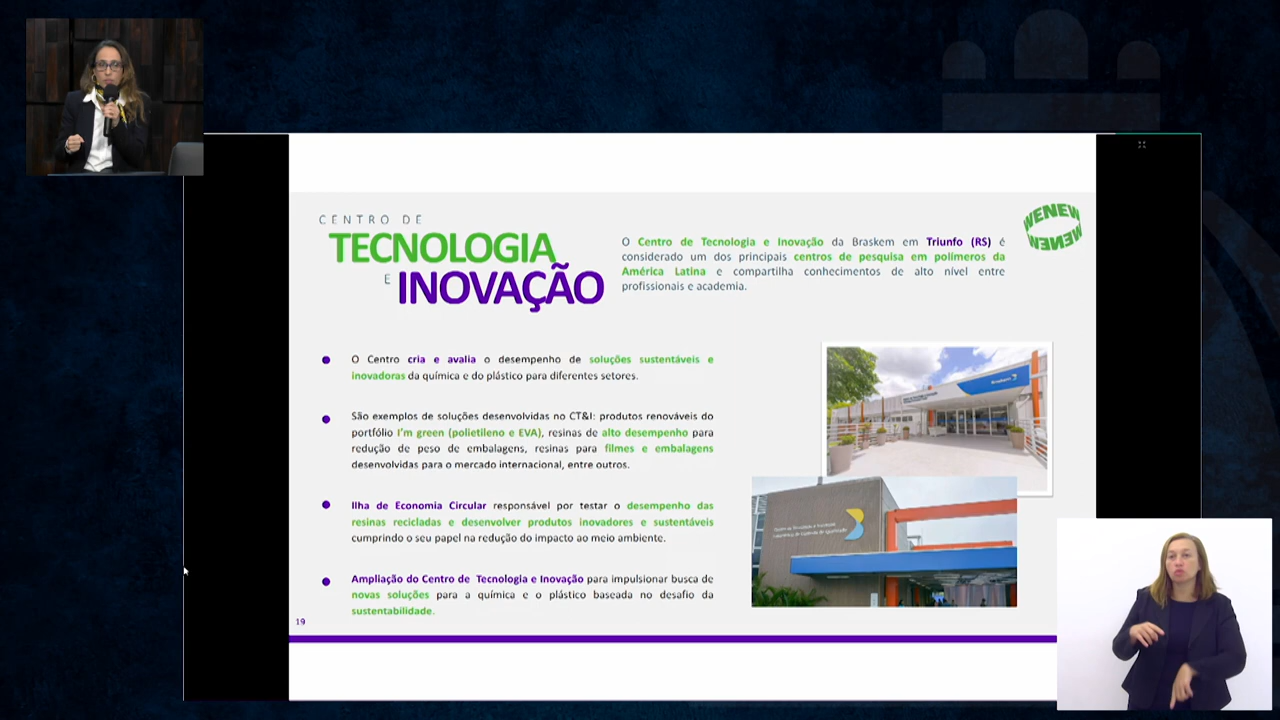 CENTRO DE
TECNOLOGIA
E INOVAÇÃO
O Centro de Tecnologia e Inovação da Braskem em Triunfo (RS) é
considerado um dos principais centros de pesquisa em polímeros da
América Latina e compartilha conhecimentos de alto nível entre
profissionais e academia.
WENEW
WENEW
O Centro cria e avalia o desempenho de soluções sustentáveis e
inovadoras da química e do plástico para diferentes setores.
São exemplos de soluções desenvolvidas no CT&I: produtos renováveis do
portfólio I'm green (polietileno e EVA), resinas de alto desempenho para
redução de peso de embalagens, resinas para filmes e embalagens
desenvolvidas para o mercado internacional, entre outros.
Ilha de Economia Circular responsável por testar o desempenho das
resinas recicladas e desenvolver produtos inovadores e sustentáveis
cumprindo o seu papel na redução do impacto ao meio ambiente.
Ampliação do Centro de Tecnologia e Inovação para impulsionar busca de
novas soluções para a química e o plástico baseada no desafio da
sustentabilidade.
19
Braskem